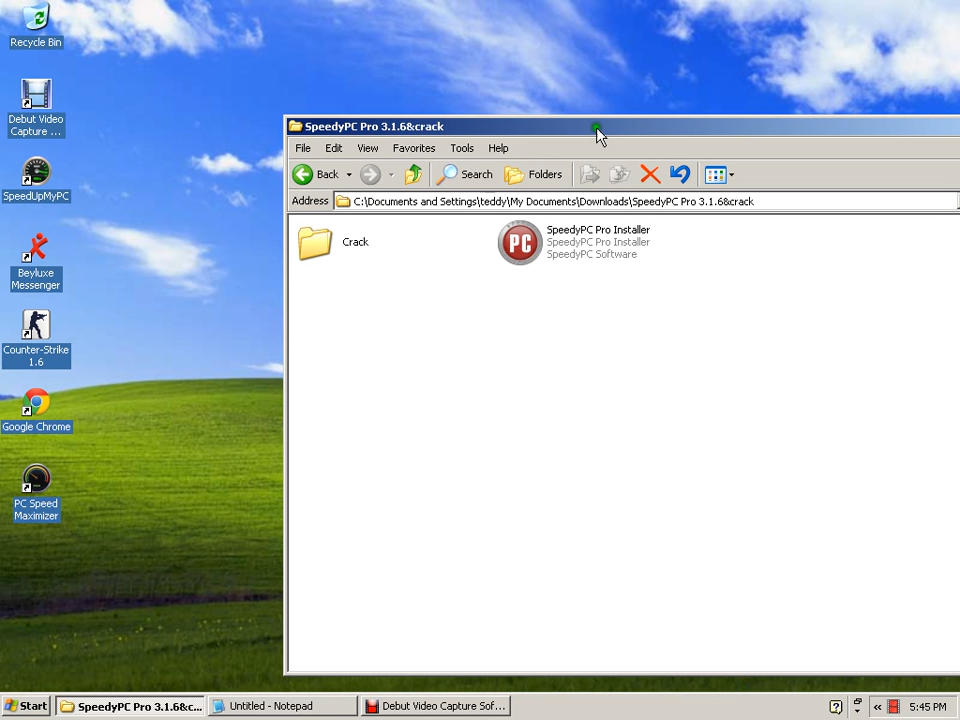 Recycle Bin
Debut Video
Capture ...
SpeedUpMyPC
Beyluxe
Messenger
Counter-Strike
1.6
Google Chrome
PC Speed
Maximizer
SpeedyPC Pro 3.1.6&crack
File Edit View Favorites Tools Help
Back Search Folders
Address C:\Documents and Settings\teddy\My Documents\Downloads\SpeedyPC Pro 3.1.6&crack
Crack
PC
SpeedyPC Pro Installer
SpeedyPC Pro Installer
SpeedyPC Software
Start SpeedyPC Pro 3.1.6&c... Untitled - Notepad Debut Video Capture Sof... 5:45 PM